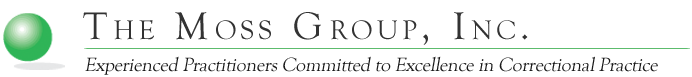 The Moss Group, Inc.
Experienced Practitioners Committed to Excellence in Correctional Practice